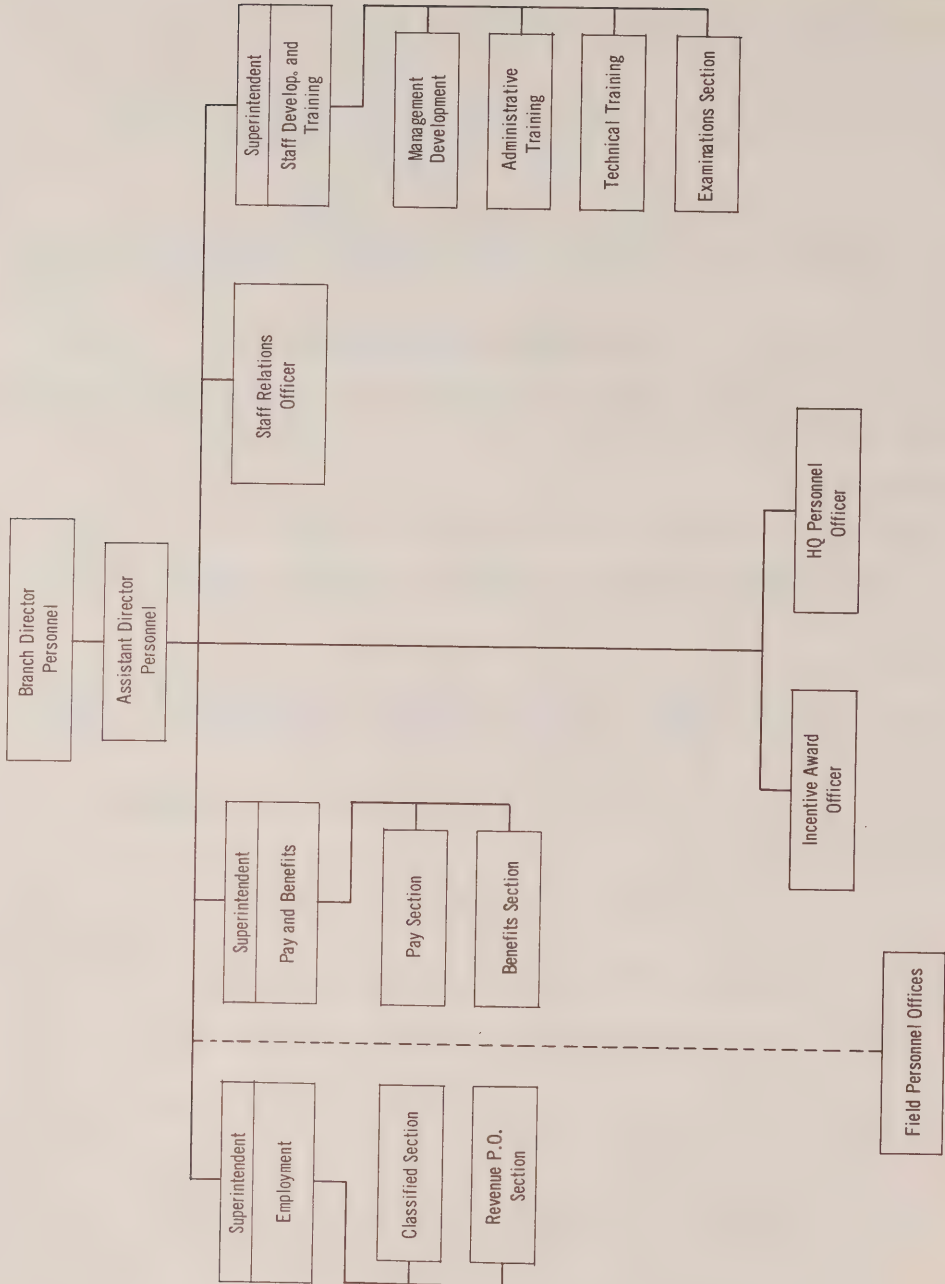 Branch Director
Personnel
Assistant Director
Personnel
Superintendent
Employment
Classified Section
Revenue P.O.
Section
Superintendent
Pay and Benefits
Pay Section
Benefits Section
Staff Relations
Officer
Superintendent
Staff Develop. and
Training
Management
Development
Administrative
Training
Technical Training
Examinations Section
Incentive Award
Officer
HQ Personnel
Officer
Field Personnel Offices